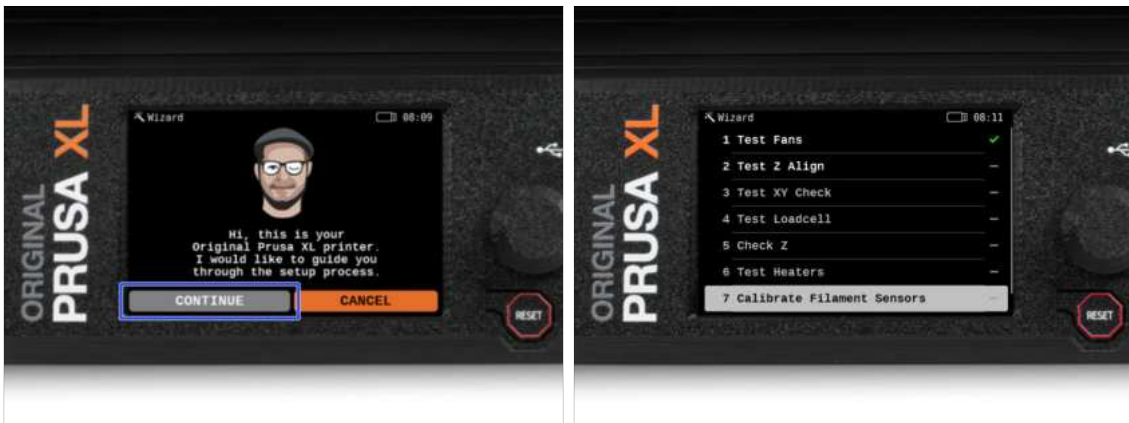 ORIGINAL
PRUSA XL
Wizard
08:09
Hi, this is your
Original Prusa XL printer.
I would like to guide you
through the setup process.
CONTINUE
CANCEL
RESET
ORIGINAL
PRUSA XL
Wizard
08:11
1 Test Fans
2 Test Z Align
3 Test XY Check
4 Test Loadcell
5 Check Z
6 Test Heaters
7 Calibrate Filament Sensors
RESET